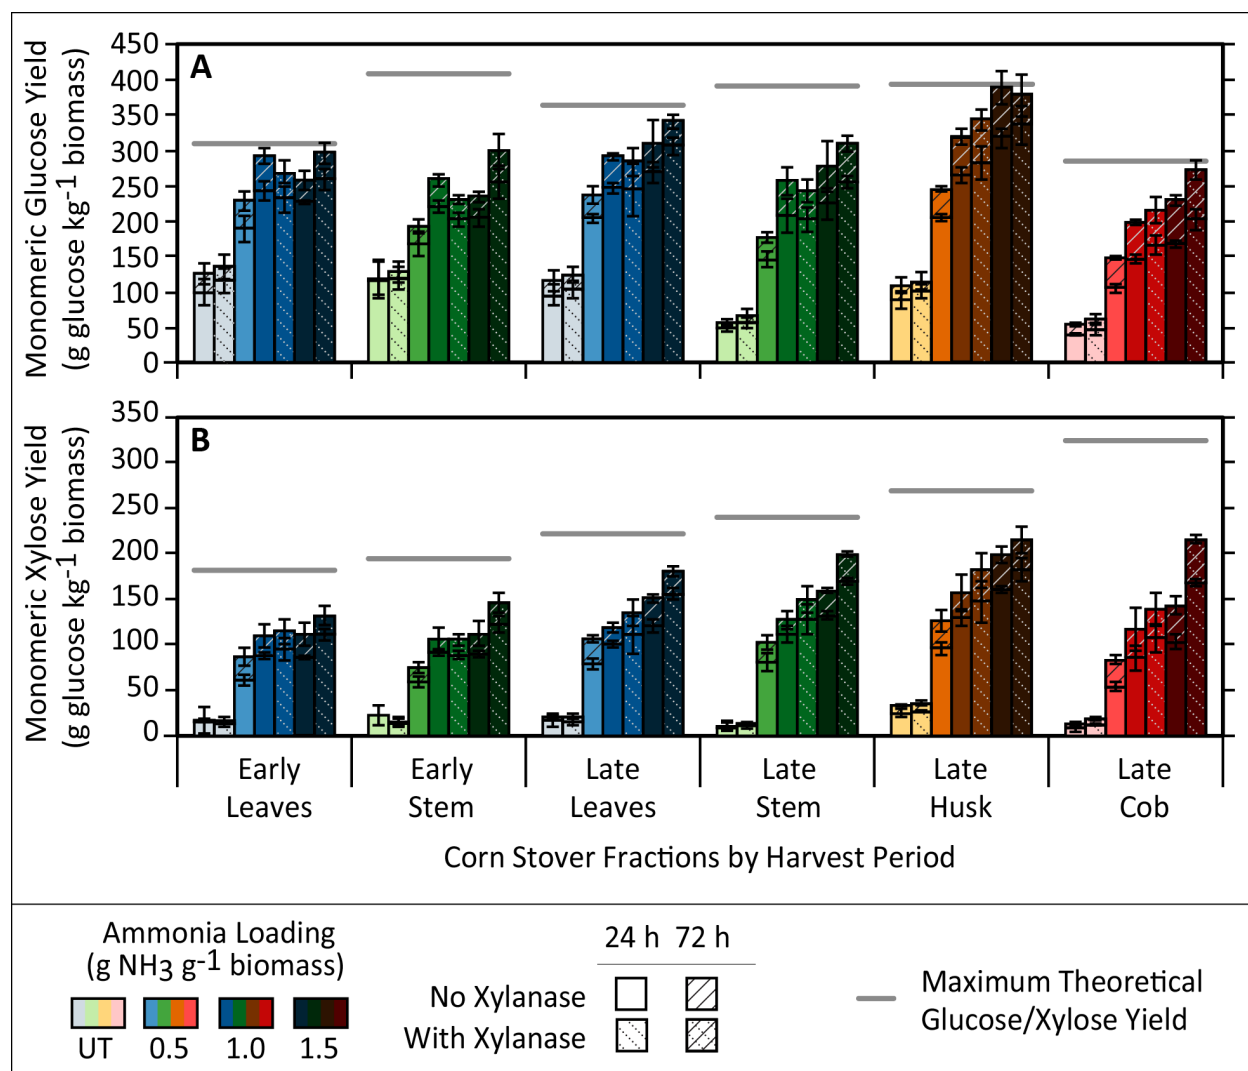 A
Monomeric Glucose Yield
(g glucose kg-1 biomass)
450
400
350
300
250
200
150
100
50
0
B
Monomeric Xylose Yield
(g glucose kg-1 biomass)
350
300
250
200
150
100
50
0
Early Leaves
Early Stem
Late Leaves
Late Stem
Late Husk
Late Cob
Corn Stover Fractions by Harvest Period
Ammonia Loading
(g NH3 g-1 biomass)
UT 0.5 1.0 1.5
24 h 72 h
No Xylanase
With Xylanase
Maximum Theoretical
Glucose/Xylose Yield